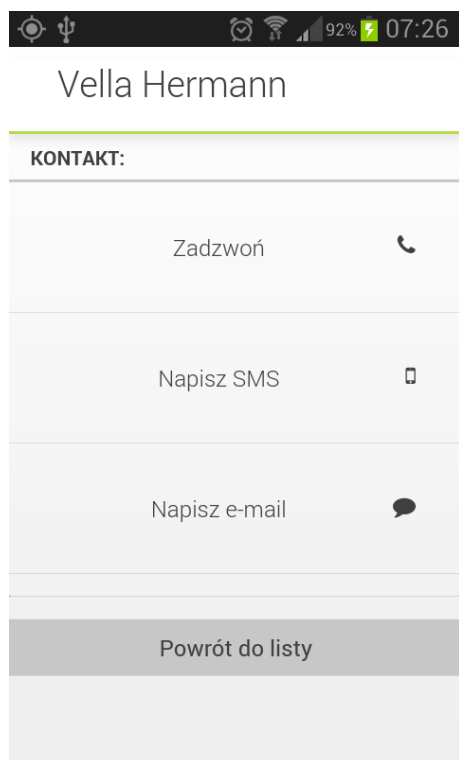 92% 07:26
Vella Hermann
KONTAKT:
Zadzwoń
Napisz SMS
Napisz e-mail
Powrót do listy